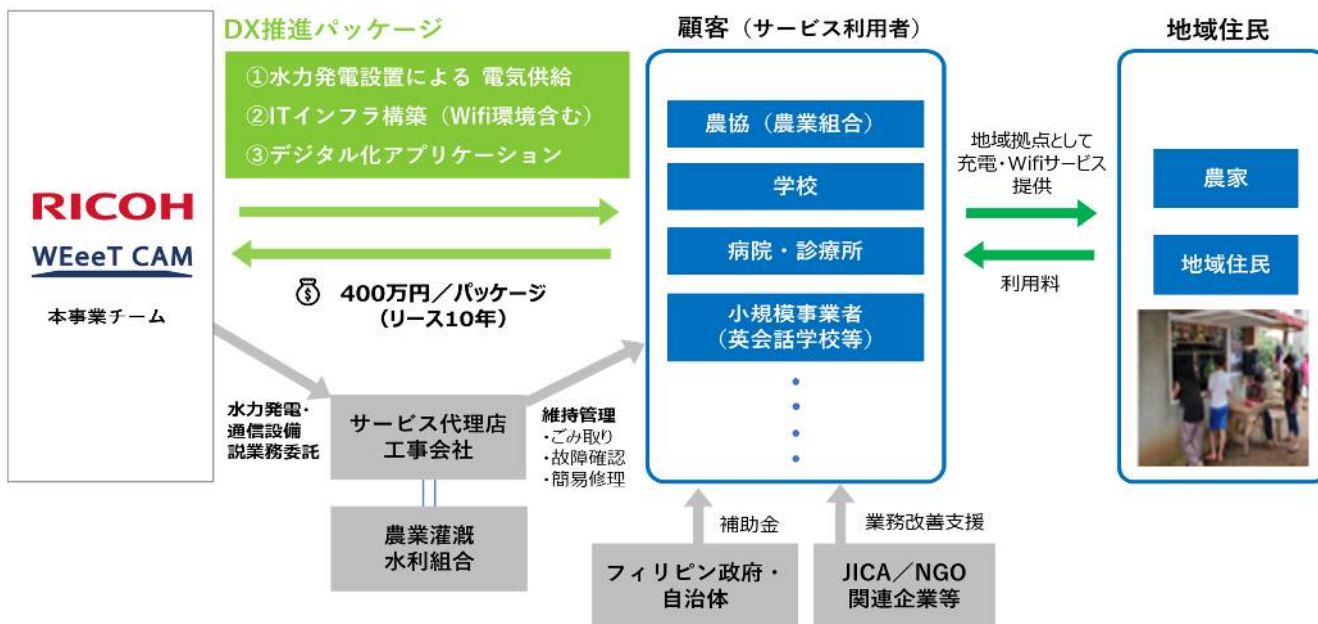 DX推進パッケージ
①水力発電設置による 電気供給
②ITインフラ構築（Wifi環境含む）
③デジタル化アプリケーション
RICOH
WEeeT CAM
本事業チーム
400万円／パッケージ
（リース10年）
水力発電・
通信設備
説業務委託
サービス代理店
工事会社
農業灌漑
水利組合
維持管理
・ごみ取り
・故障確認
・簡易修理
顧客（サービス利用者）
農協（農業組合）
学校
病院・診療所
小規模事業者
（英会話学校等）
補助金
業務改善支援
フィリピン政府・
自治体
JICA／NGO
関連企業等
地域拠点として
充電・Wifiサービス
提供
利用料
地域住民
農家
地域住民